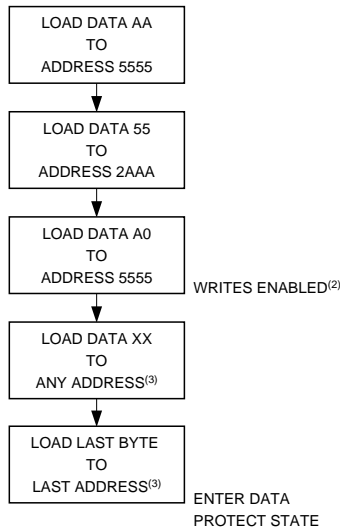 LOAD DATA AA
TO
ADDRESS 5555
LOAD DATA 55
TO
ADDRESS 2AAA
LOAD DATA A0
TO
ADDRESS 5555
WRITES ENABLED(2)
LOAD DATA XX
TO
ANY ADDRESS(3)
LOAD LAST BYTE
TO
LAST ADDRESS(3)
ENTER DATA
PROTECT STATE